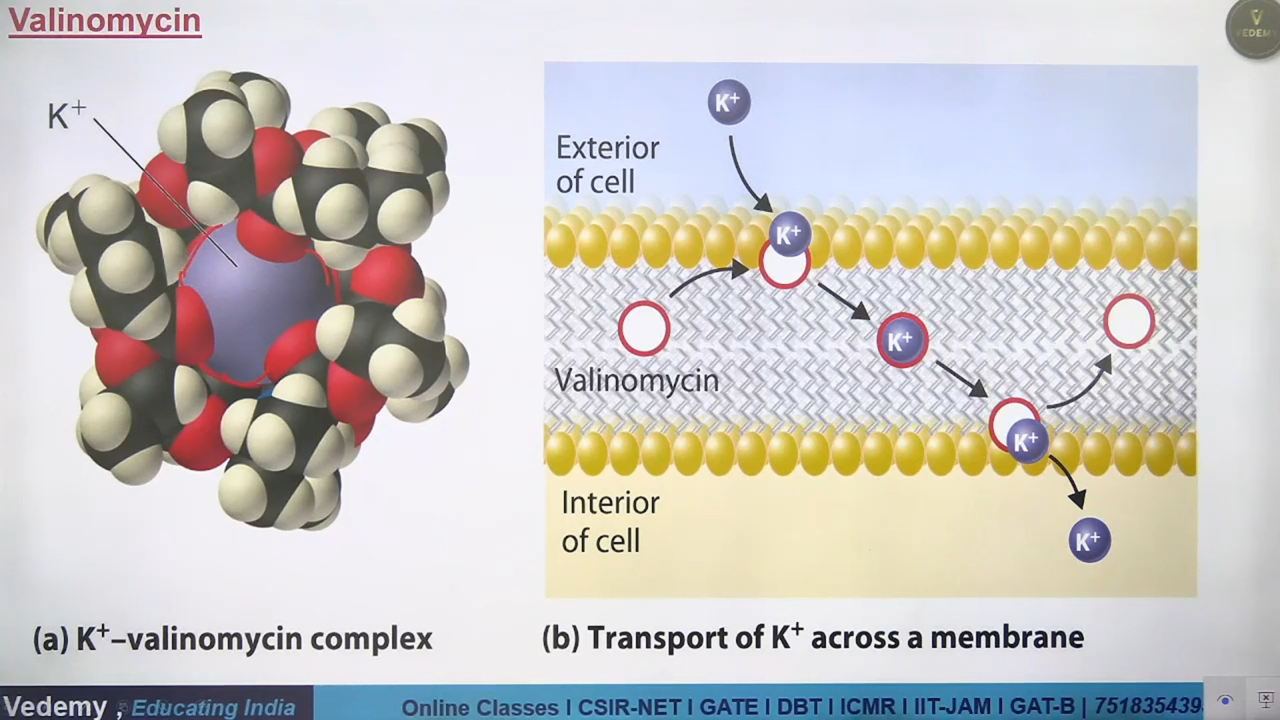 Valinomycin
VEDEMY
K+
K+
Exterior
of cell
K+
K+
Valinomycin
K+
Interior
of cell
K+
(a) K+–valinomycin complex
(b) Transport of K+ across a membrane
Vedemy , Educating India
Online Classes I CSIR-NET I GATE I DBT I ICMR I IIT-JAM I GAT-B | 751835439